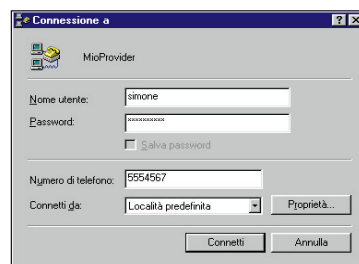 Connessione a
MioProvider
Nome utente: simone
Password: xxxxxxxxxx
Salva password
Numero di telefono: 5554567
Connetti da: Località predefinita Proprietà...
Connetti Annulla